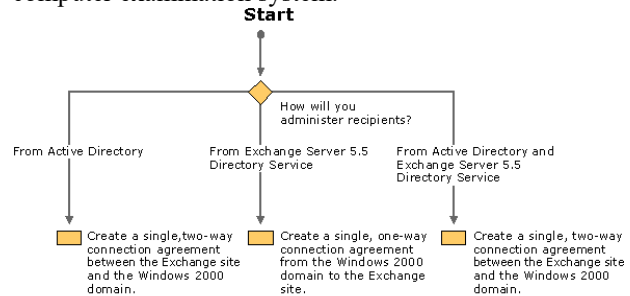 computer examination system.
Start
How will you
administer recipients?
From Active Directory
From Exchange Server 5.5
Directory Service
From Active Directory and
Exchange Server 5.5
Directory Service
Create a single,two-way
connection agreement
between the Exchange site
and the Windows 2000
domain.
Create a single, one-way
connection agreement
from the Windows 2000
domain to the Exchange
site.
Create a single, two-way
connection agreement
between the Exchange site
and the Windows 2000
domain.